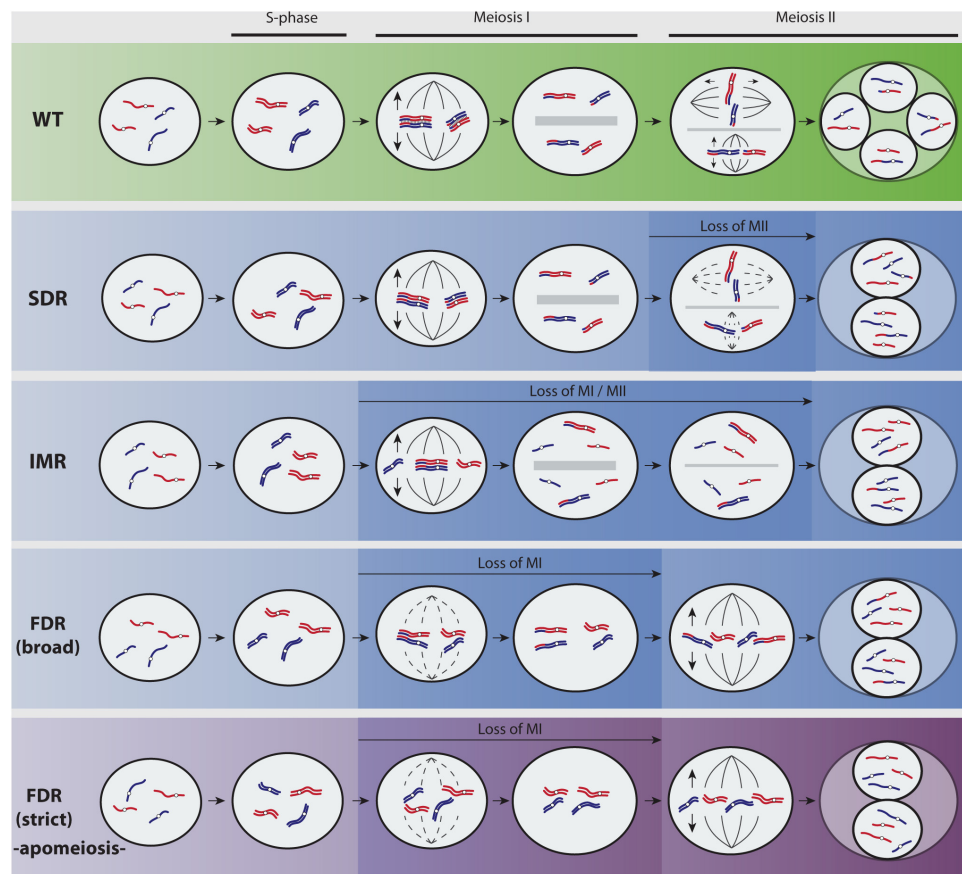 S-phase
Meiosis I
Meiosis II
WT
Loss of MII
SDR
Loss of MI / MII
IMR
Loss of MI
FDR
(broad)
Loss of MI
FDR
(strict)
-apomeiosis-